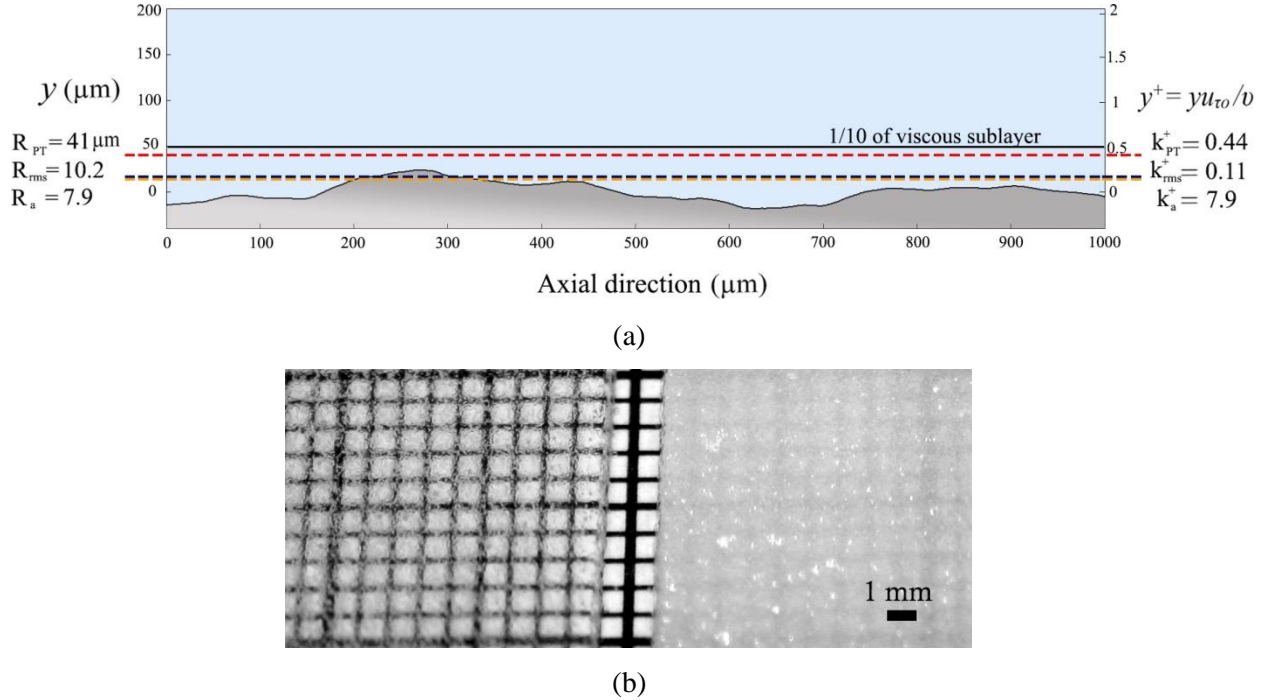 200
150
100
50
0
y (μm)
R PT = 41 μm
R rms = 10.2
R a = 7.9
1/10 of viscous sublayer
2
1.5
1
0.5
0
y⁺ = yu τo /υ
k⁺ PT = 0.44
k⁺ rms = 0.11
k⁺ a = 7.9
0 100 200 300 400 500 600 700 800 900 1000
Axial direction (μm)
(a)
1 mm
(b)